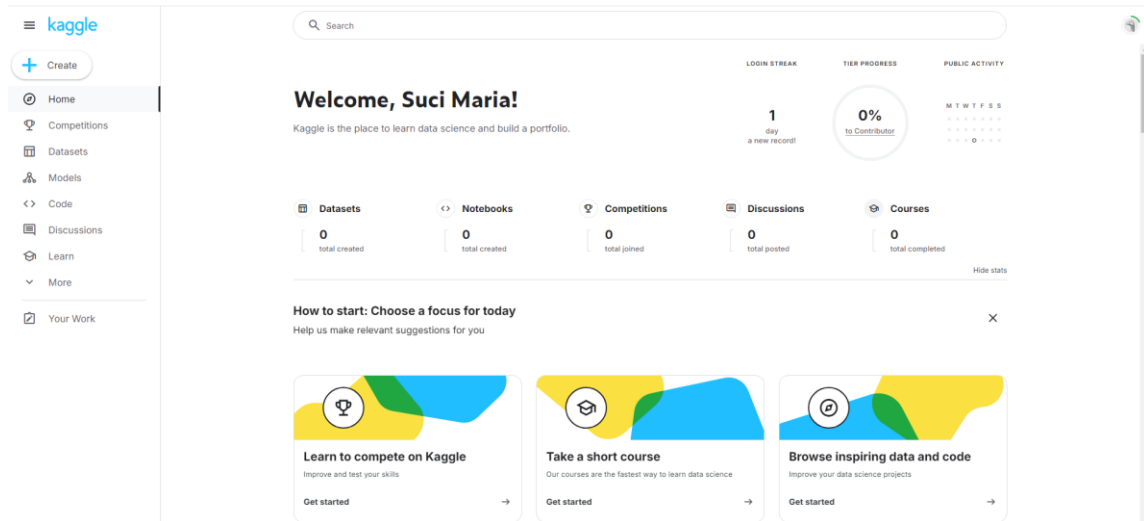 kaggle
Search
Create
Home
Competitions
Datasets
Models
Code
Discussions
Learn
More
Your Work
LOGIN STREAK
TIER PROGRESS
PUBLIC ACTIVITY
Welcome, Suci Maria!
Kaggle is the place to learn data science and build a portfolio.
1
day
a new record!
0%
to Contributor
M T W T F S S
Datasets
0
total created
Notebooks
0
total created
Competitions
0
total joined
Discussions
0
total posted
Courses
0
total completed
Hide stats
How to start: Choose a focus for today
Help us make relevant suggestions for you
Learn to compete on Kaggle
Improve and test your skills
Get started
Take a short course
Our courses are the fastest way to learn data science
Get started
Browse inspiring data and code
Improve your data science projects
Get started